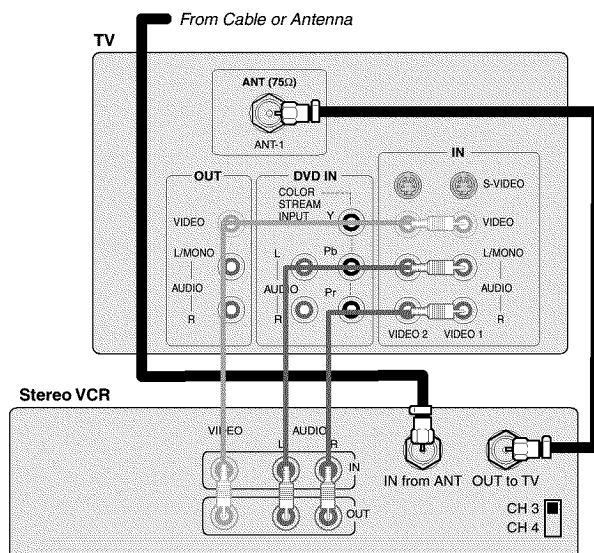 From Cable or Antenna
TV
ANT (75Ω)
ANT-1
IN
OUT
DVD IN
S-VIDEO
COLOR
STREAM
INPUT
Y
VIDEO
VIDEO
L/MONO
L
Pb
L/MONO
AUDIO
AUDIO
Pr
AUDIO
R
R
R
VIDEO 2
VIDEO 1
Stereo VCR
VIDEO
AUDIO
L
R
IN
IN from ANT
OUT to TV
OUT
CH 3
CH 4